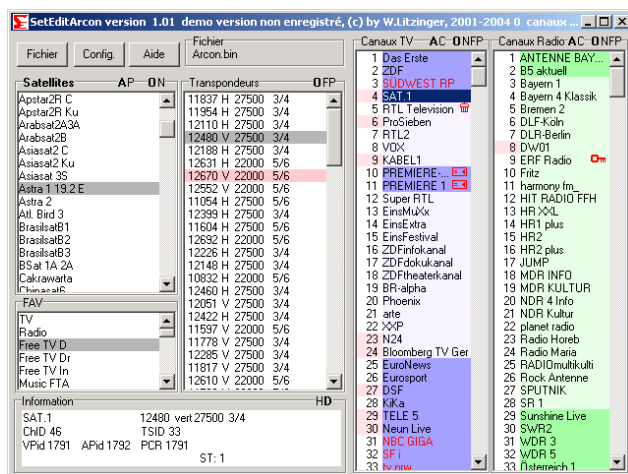 SetEditArcon version 1.01 demo version non enregistré, (c) by W.Litzinger, 2001-2004 0 canaux ...
Fichier
Config.
Aide
Fichier
Arcon.bin
Satellites AP ON
Apstar2R C
Apstar2R Ku
Arabsat2A3A
Arabsat2B
Asiasat2 C
Asiasat2 Ku
Asiasat 3S
Astra 1 19.2 E
Astra 2
Atl. Bird 3
BrasilsatB1
BrasilsatB2
BrasilsatB3
BSat 1A 2A
Cakrawarta
Chinasat6
FAV
TV
Radio
Free TV D
Free TV Dr
Free TV In
Music FTA
Transpondeurs OFP
11837 H 27500 3/4
11954 H 27500 3/4
12110 H 27500 3/4
12480 V 27500 3/4
12188 H 27500 3/4
12631 H 22000 5/6
12670 V 22000 5/6
12552 V 22000 5/6
11054 H 27500 5/6
12399 H 27500 3/4
11604 H 27500 5/6
12692 H 22000 5/6
12226 H 27500 3/4
12148 H 27500 3/4
10832 H 22000 5/6
12460 H 27500 3/4
12051 V 27500 3/4
12422 H 27500 3/4
11597 V 22000 5/6
11778 V 27500 3/4
12285 V 27500 3/4
11817 V 27500 3/4
12610 V 22000 5/6
Information HD
SAT.1 12480 vert 27500 3/4
ChID 46 TSID 33
VPid 1791 APid 1792 PCR 1791
ST: 1
Canaux TV AC ONFP
1 Das Erste
2 ZDF
3 SÜDWEST RP
4 SAT.1
5 RTL Television
6 ProSieben
7 RTL2
8 VOX
9 KABEL1
10 PREMIERE-...
11 PREMIERE 1
12 Super RTL
13 EinsMuXx
14 EinsExtra
15 EinsFestival
16 ZDFinfokanal
17 ZDFdokukanal
18 ZDFtheaterkanal
19 BR-alpha
20 Phoenix
21 arte
22 XXP
23 N24
24 Bloomberg TV Ger
25 EuroNews
26 Eurosport
27 DSF
28 KiKa
29 TELE 5
30 Neun Live
31 NBC GIGA
32 SF i
33 tv nrw
Canaux Radio AC ONFP
1 ANTENNE BAY...
2 B5 aktuell
3 Bayern 1
4 Bayern 4 Klassik
5 Bremen 2
6 DLF-Köln
7 DLR-Berlin
8 DW01
9 ERF Radio
10 Fritz
11 harmony fm_
12 HIT RADIO FFH
13 HR XXL
14 HR1 plus
15 HR2
16 HR2 plus
17 JUMP
18 MDR INFO
19 MDR KULTUR
20 NDR 4 Info
21 NDR Kultur
22 planet radio
23 Radio Horeb
24 Radio Maria
25 RADIOmultikulti
26 Rock Antenne
27 SPUTNIK
28 SR 1
29 Sunshine Live
30 SWR2
31 WDR 3
32 WDR 5
33 Österreich 1